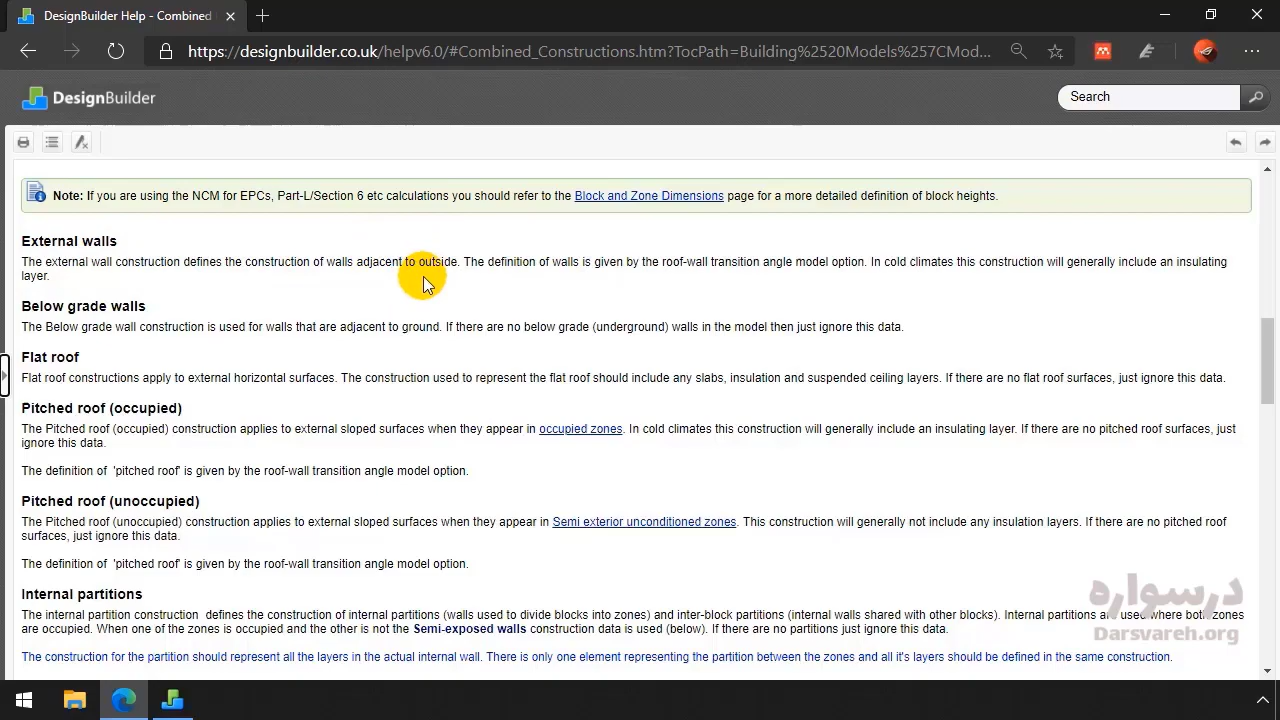 DesignBuilder Help - Combined
https://designbuilder.co.uk/helpv6.0/#Combined_Constructions.htm?TocPath=Building%2520Models%257CMod...
DesignBuilder
Search
Note: If you are using the NCM for EPCs, Part-L/Section 6 etc calculations you should refer to the Block and Zone Dimensions page for a more detailed definition of block heights.
External walls
The external wall construction defines the construction of walls adjacent to outside. The definition of walls is given by the roof-wall transition angle model option. In cold climates this construction will generally include an insulating
layer.
Below grade walls
The Below grade wall construction is used for walls that are adjacent to ground. If there are no below grade (underground) walls in the model then just ignore this data.
Flat roof
Flat roof constructions apply to external horizontal surfaces. The construction used to represent the flat roof should include any slabs, insulation and suspended ceiling layers. If there are no flat roof surfaces, just ignore this data.
Pitched roof (occupied)
The Pitched roof (occupied) construction applies to external sloped surfaces when they appear in occupied zones. In cold climates this construction will generally include an insulating layer. If there are no pitched roof surfaces, just
ignore this data.
The definition of 'pitched roof' is given by the roof-wall transition angle model option.
Pitched roof (unoccupied)
The Pitched roof (unoccupied) construction applies to external sloped surfaces when they appear in Semi exterior unconditioned zones. This construction will generally not include any insulation layers. If there are no pitched roof
surfaces, just ignore this data.
The definition of 'pitched roof' is given by the roof-wall transition angle model option.
Internal partitions
The internal partition construction defines the construction of internal partitions (walls used to divide blocks into zones) and inter-block partitions (internal walls shared with other blocks). Internal partitions are used where both zones
are occupied. When one of the zones is occupied and the other is not the Semi-exposed walls construction data is used (below). If there are no partitions just ignore this data.
The construction for the partition should represent all the layers in the actual internal wall. There is only one element representing the partition between the zones and all it's layers should be defined in the same construction.
درسواره
Darsvareh.org